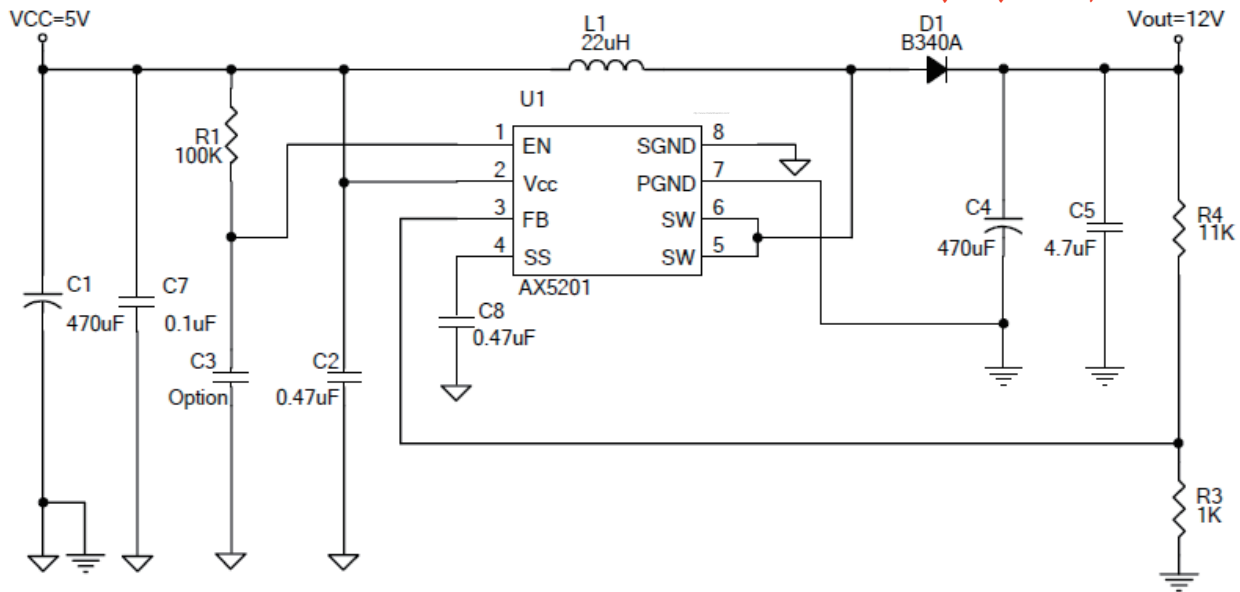 VCC=5V
L1
22uH
D1
B340A
Vout=12V
U1
R1
100K
1
EN
SGND
8
2
Vcc
PGND
7
3
FB
SW
6
4
SS
SW
5
AX5201
C4
470uF
C5
4.7uF
R4
11K
C1
470uF
C7
0.1uF
C8
0.47uF
C3
Option
C2
0.47uF
R3
1K